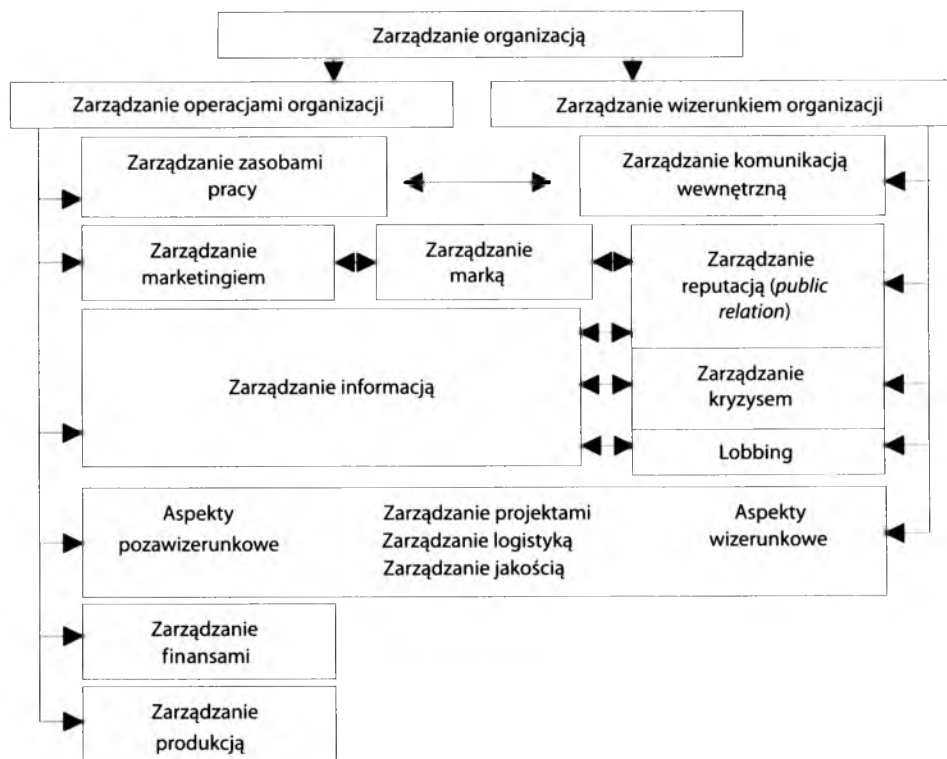 Zarządzanie organizacją
Zarządzanie operacjami organizacji
Zarządzanie wizerunkiem organizacji
Zarządzanie zasobami
pracy
Zarządzanie komunikacją
wewnętrzną
Zarządzanie
marketingiem
Zarządzanie
marką
Zarządzanie
reputacją (public
relation)
Zarządzanie informacją
Zarządzanie
kryzysem
Lobbing
Aspekty
pozawizerunkowe
Zarządzanie projektami
Zarządzanie logistyką
Zarządzanie jakością
Aspekty
wizerunkowe
Zarządzanie
finansami
Zarządzanie
produkcją